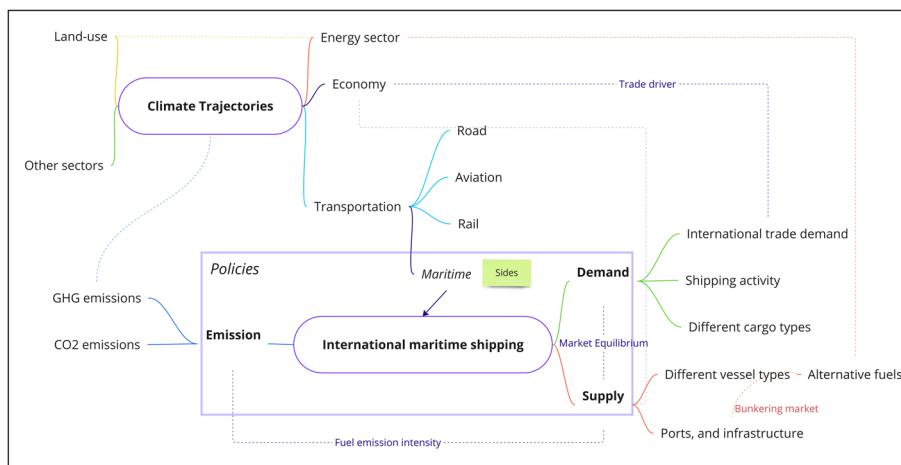 Land-use
Energy sector
Climate Trajectories
Economy
Trade driver
Road
Other sectors
Aviation
Transportation
Rail
International trade demand
Policies
Maritime
Sides
Demand
Shipping activity
GHG emissions
Emission
International maritime shipping
Market Equilibrium
Different cargo types
CO2 emissions
Supply
Different vessel types
Alternative fuels
Bunkering market
Ports, and infrastructure
Fuel emission intensity